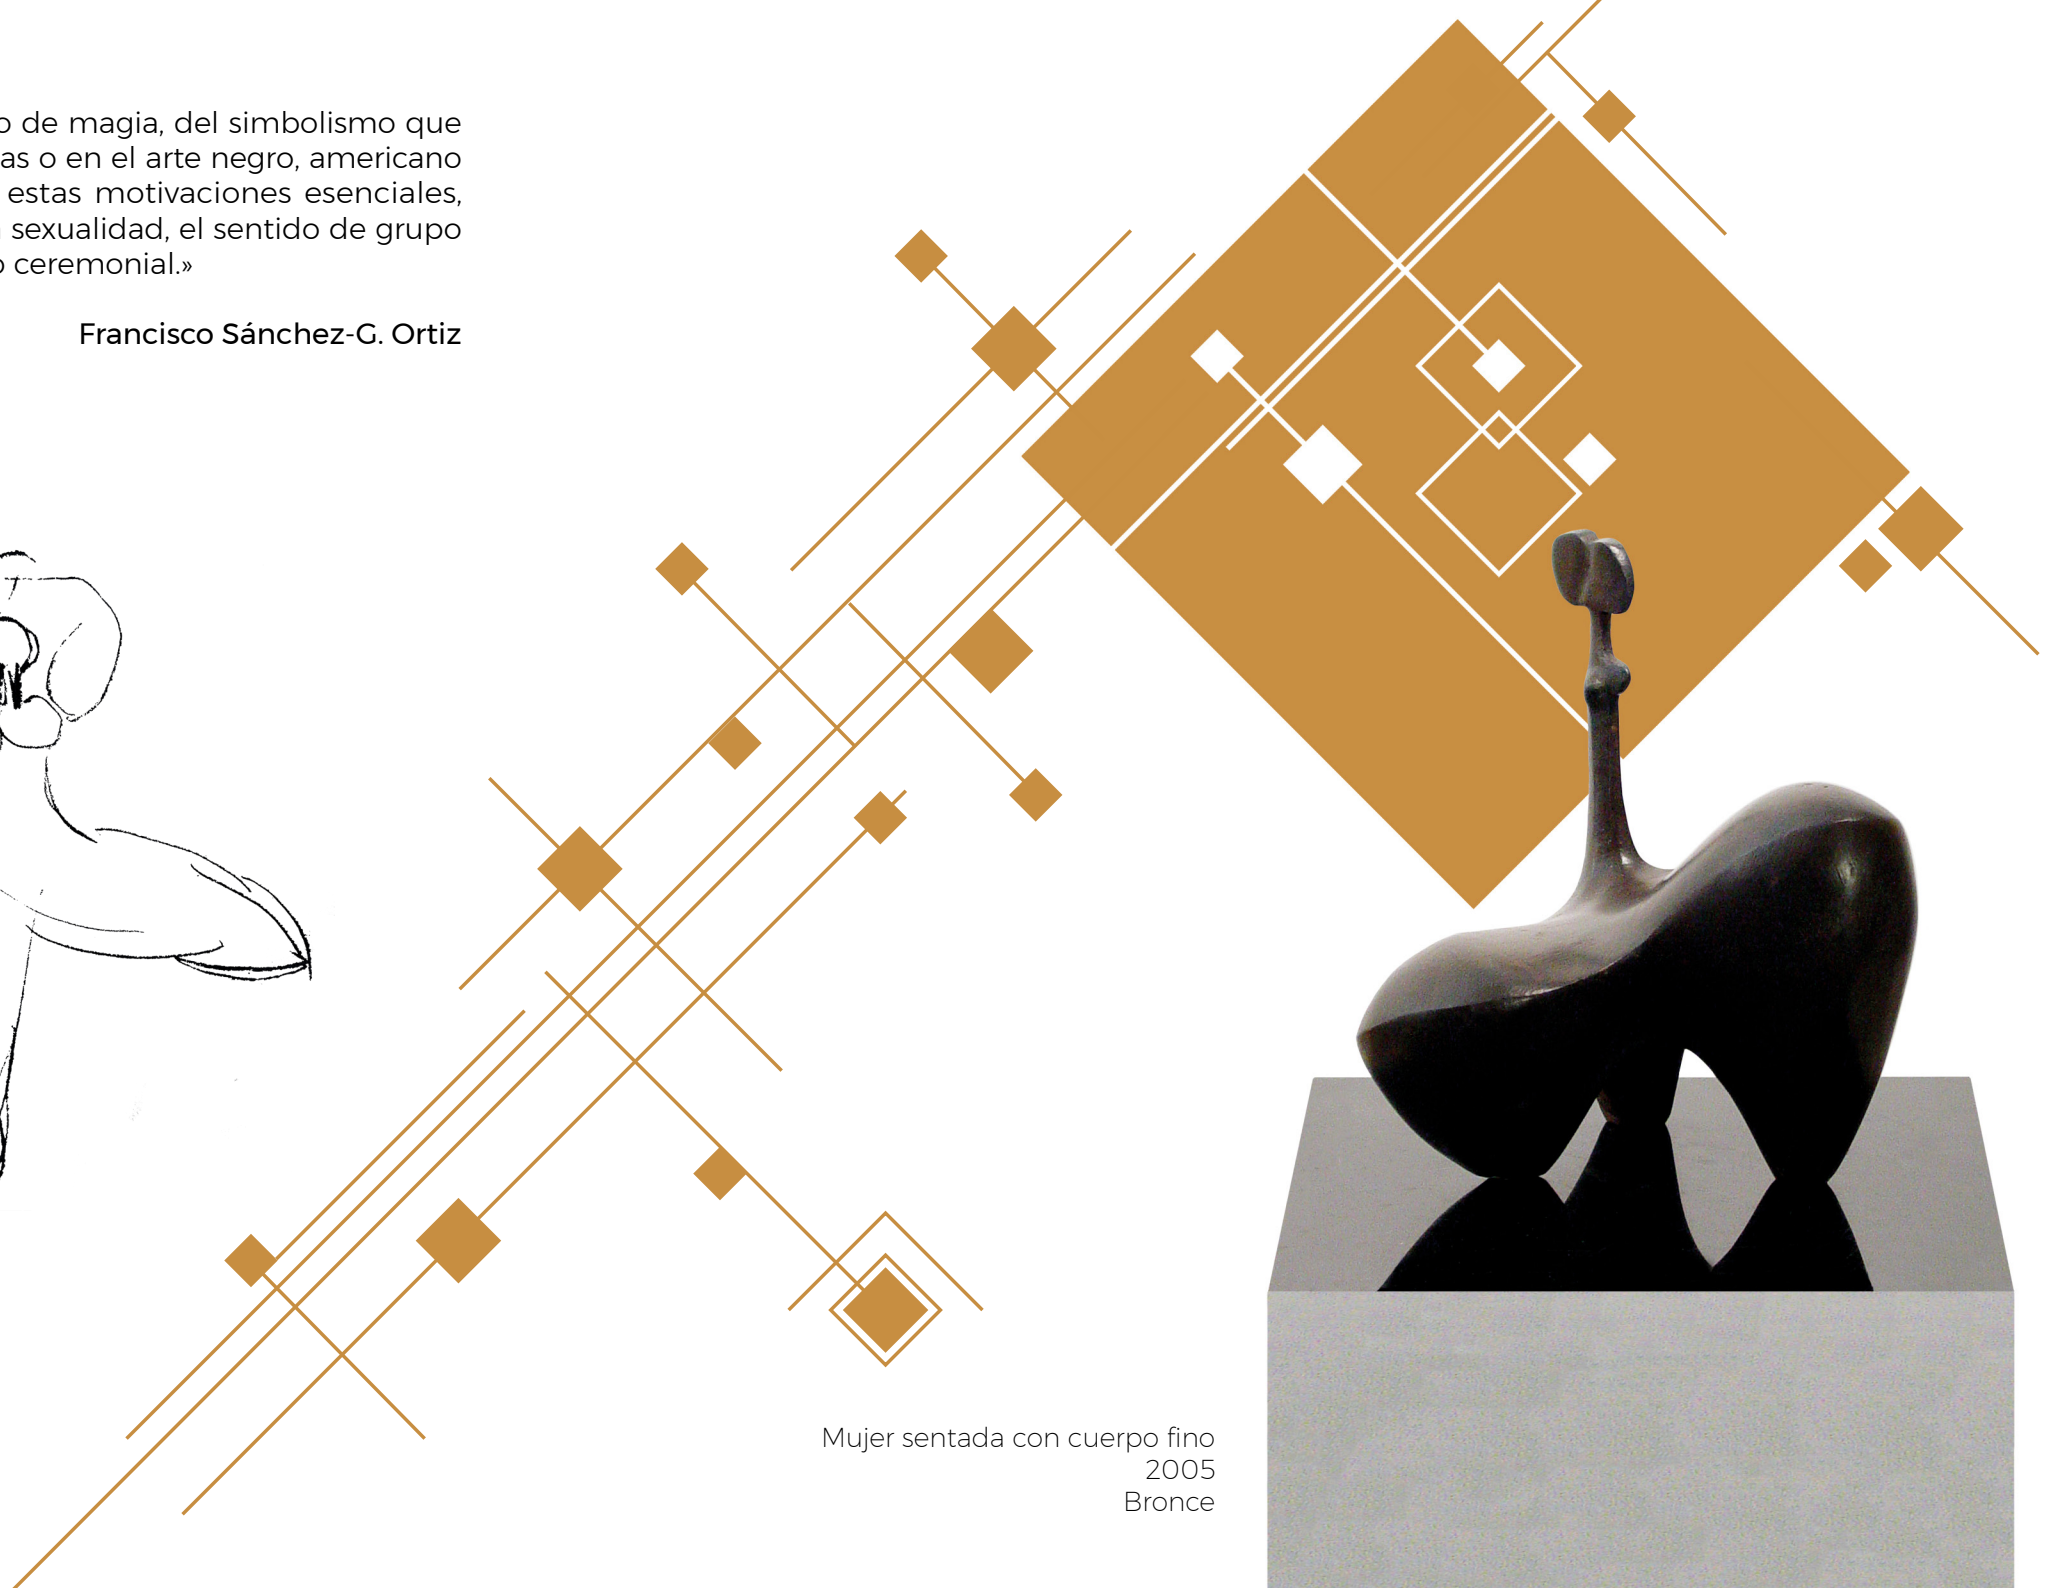 de magia, del simbolismo que
o en el arte negro, americano
estas motivaciones esenciales,
sexualidad, el sentido de grupo
ceremonial.»
Francisco Sánchez-G. Ortiz
Mujer sentada con cuerpo fino
2005
Bronce